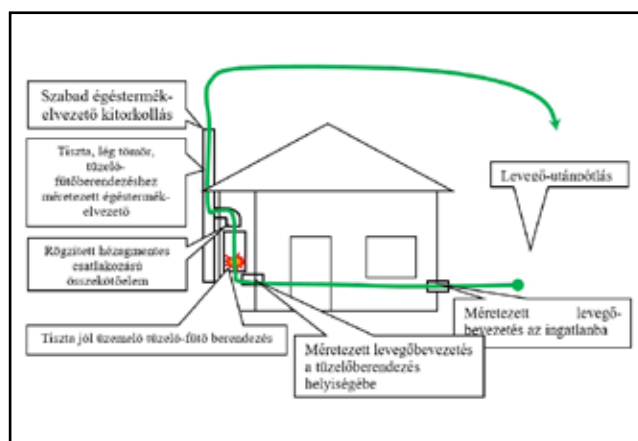 Szabad égéstermék-
elvezető kitorkollás
Tiszta, lég tömör,
tüzelő-
fűtőberendezéshez
méretezett égéstermék-
elvezető
Rögzített hézagmentes
csatlakozású
összekötőelem
Tiszta jól üzemelő tüzelő-fűtő berendezés
Méretezett levegőbevezetés
a tüzelőberendezés
helyiségébe
Levegő-utánpótlás
Méretezett levegő-
bevezetés az ingatlanba